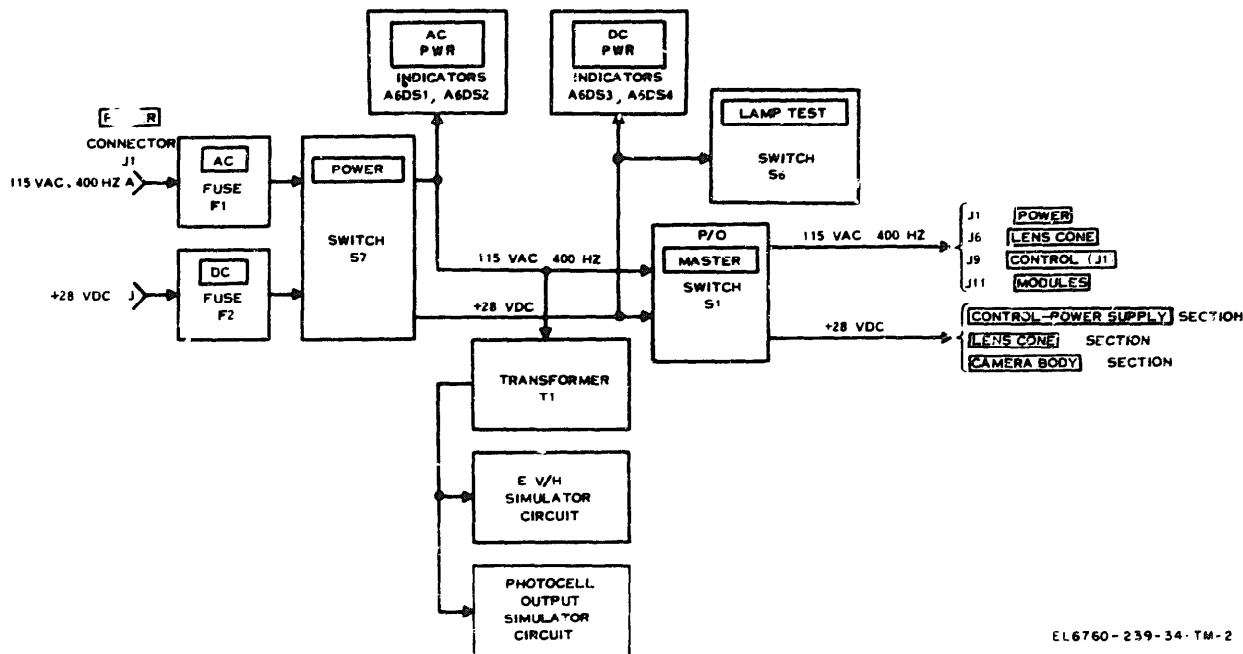 AC
PWR
INDICATORS
A6DS1, A6DS2
DC
PWR
INDICATORS
A6DS3, A6DS4
LAMP TEST
SWITCH
S6
CONNECTOR
J1
115 VAC, 400 HZ A
AC
FUSE
F1
POWER
SWITCH
S7
+28 VDC J
DC
FUSE
F2
115 VAC 400 HZ
+28 VDC
P/O
MASTER
SWITCH
S1
115 VAC 400 HZ
J1 POWER
J6 LENS CONE
J9 CONTROL (J1
J11 MODULES
+28 VDC
CONTROL-POWER SUPPLY SECTION
LENS CONE SECTION
CAMERA BODY SECTION
TRANSFORMER
T1
E V/H
SIMULATOR
CIRCUIT
PHOTOCELL
OUTPUT
SIMULATOR
CIRCUIT
EL6760-239-34-TM-2